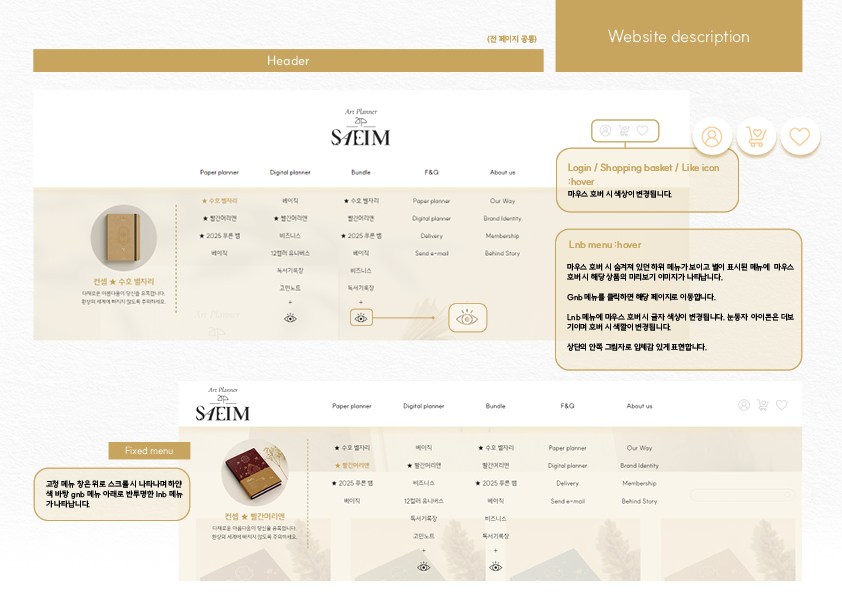 (전 페이지 공통)
Website description
Header
Art Planner
SAEIM
Paper planner
Digital planner
Bundle
F&Q
About us
★ 수호 별자리
★ 빨간머리앤
★ 2025 푸른 뱀
베이직
베이직
★ 빨간머리앤
비즈니스
12컬러 유니버스
독서기록장
고민노트
+
★ 수호 별자리
빨간머리앤
★ 2025 푸른 뱀
베이직
비즈니스
독서기록장
+
Paper planner
Digital planner
Delivery
Send e-mail
Our Way
Brand Identity
Membership
Behind Story
컨셉 ★ 수호 별자리
다채로운 아름다움이 당신을 유혹합니다.
환상의 세계에 빠지지 않도록 주의하세요.
Art Planner
Login / Shopping basket / Like icon
:hover
마우스 호버 시 색상이 변경됩니다.
Lnb menu :hover
마우스 호버 시 숨겨져 있던 하위 메뉴가 보이고 별이 표시된 메뉴에 마우스
호버 시 해당 상품의 미리보기 이미지가 나타납니다.
Gnb 메뉴를 클릭하면 해당 페이지로 이동합니다.
Lnb 메뉴에 마우스 호버 시 글자 색상이 변경됩니다. 눈동자 아이콘은 더보
기이며 호버 시 색깔이 변경됩니다.
상단의 안쪽 그림자로 입체감 있게 표현합니다.
Fixed menu
고정 메뉴 창은 위로 스크롤 시 나타나며 하얀
색 바탕 gnb 메뉴 아래로 반투명한 lnb 메뉴
가 나타납니다.
Art Planner
SAEIM
Paper planner
Digital planner
Bundle
F&Q
About us
★ 수호 별자리
★ 빨간머리앤
★ 2025 푸른 뱀
베이직
베이직
★ 빨간머리앤
비즈니스
12컬러 유니버스
독서기록장
고민노트
+
★ 수호 별자리
빨간머리앤
★ 2025 푸른 뱀
베이직
비즈니스
독서기록장
+
Paper planner
Digital planner
Delivery
Send e-mail
Our Way
Brand Identity
Membership
Behind Story
컨셉 ★ 빨간머리앤
다채로운 아름다움이 당신을 유혹합니다.
환상의 세계에 빠지지 않도록 주의하세요.